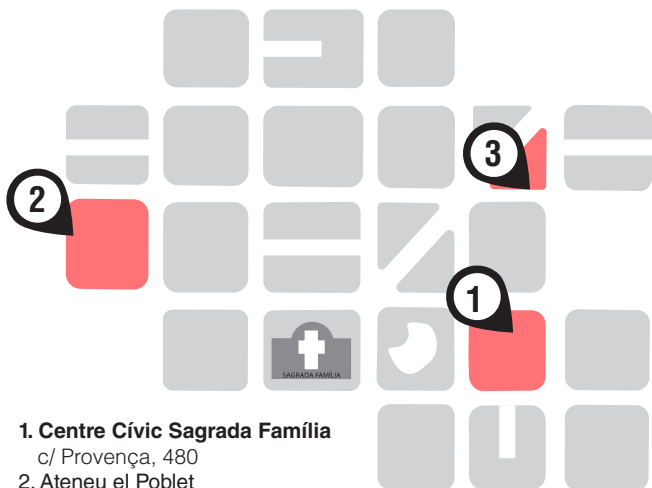 3
2
1
SAGRADA FAMÍLIA
1. Centre Cívic Sagrada Família
c/ Provença, 480
2. Ateneu el Poblet